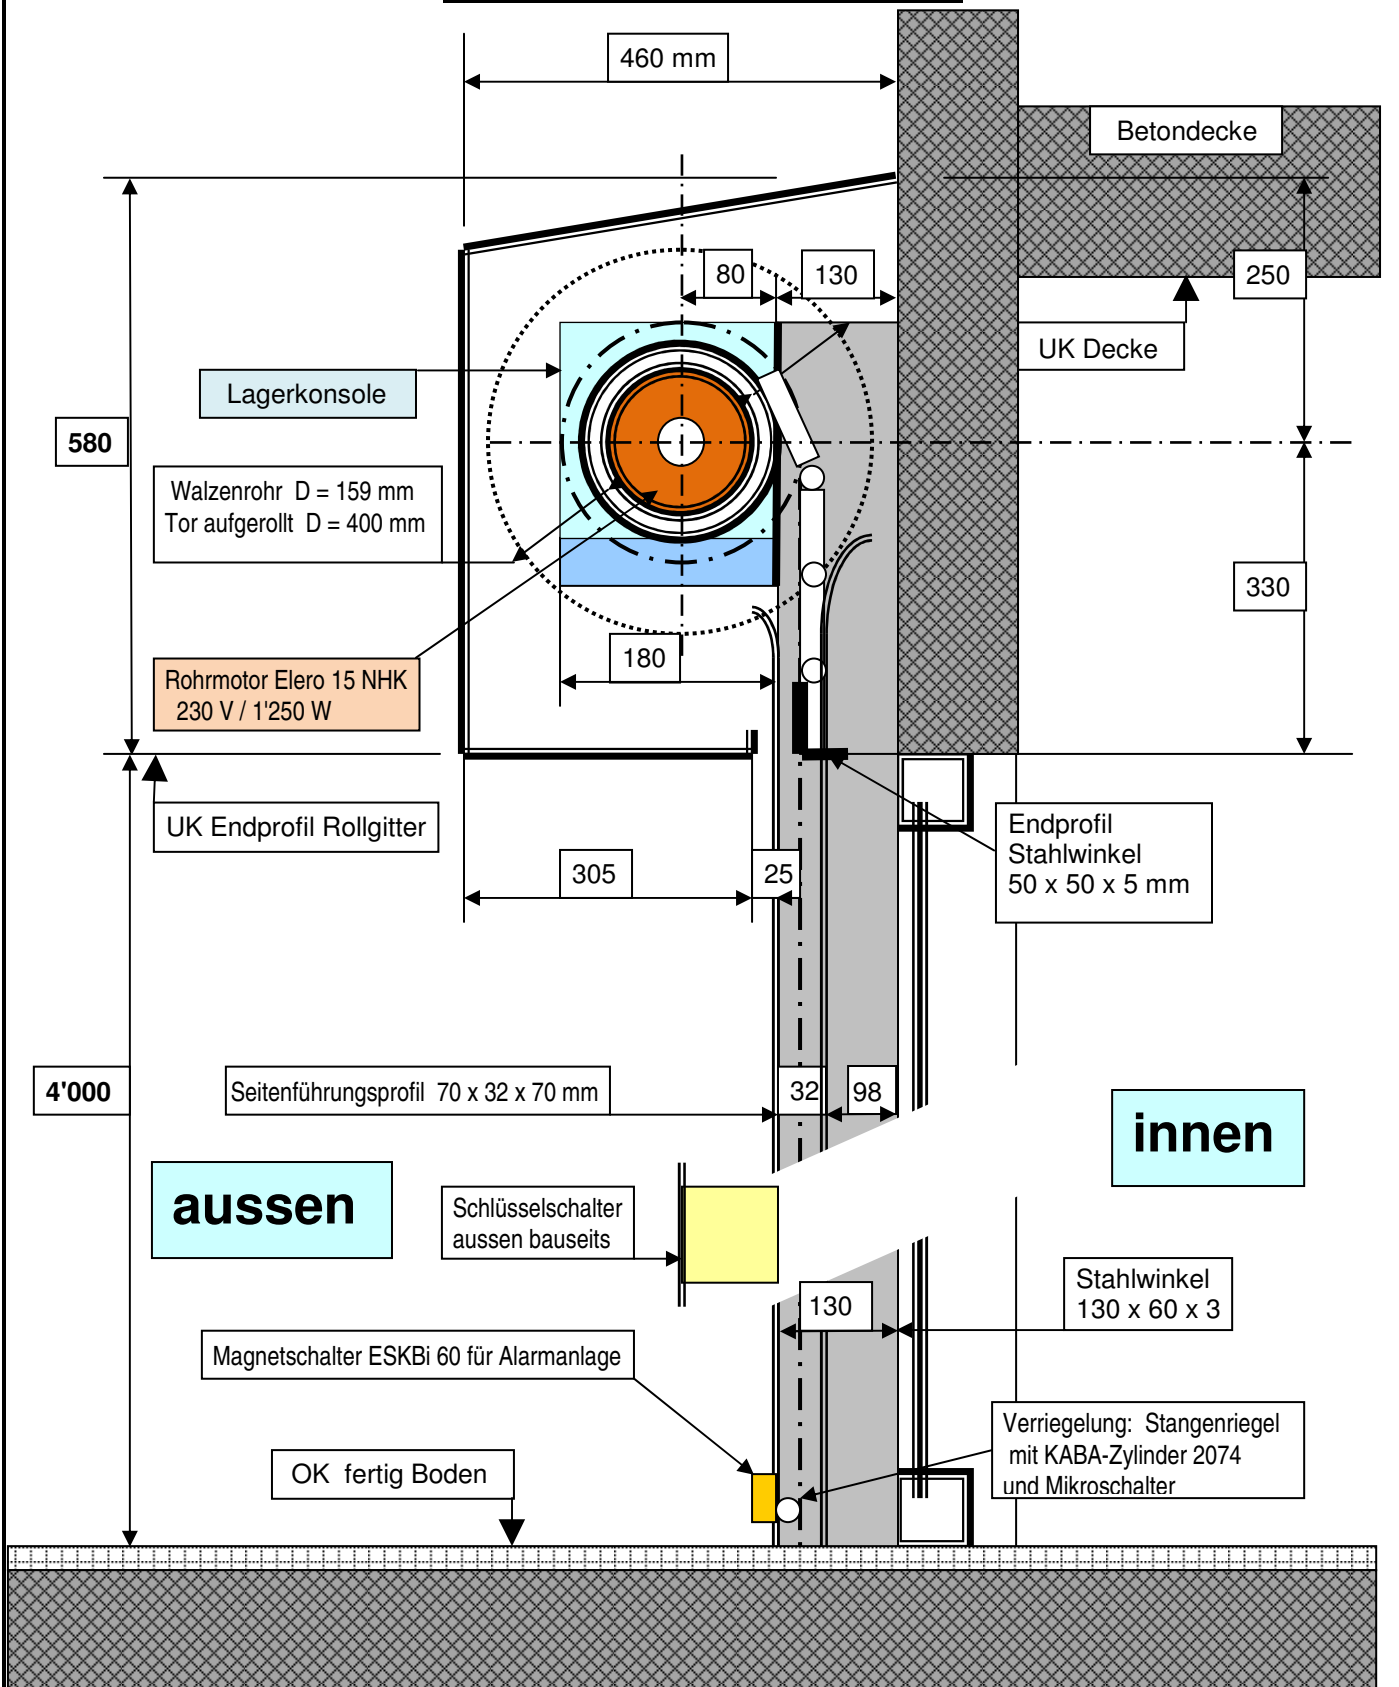 460 mm
Betondecke
80
130
250
UK Decke
Lagerkonsole
580
Walzenrohr D = 159 mm
Tor aufgerollt D = 400 mm
330
180
Rohrmotor Elero 15 NHK
230 V / 1'250 W
UK Endprofil Rollgitter
Endprofil
Stahlwinkel
50 x 50 x 5 mm
305
25
4'000
Seitenführungsprofil 70 x 32 x 70 mm
32
98
innen
aussen
Schlüsselschalter
aussen bauseits
130
Stahlwinkel
130 x 60 x 3
Magnetschalter ESKBi 60 für Alarmanlage
Verriegelung: Stangenriegel
mit KABA-Zylinder 2074
und Mikroschalter
OK fertig Boden